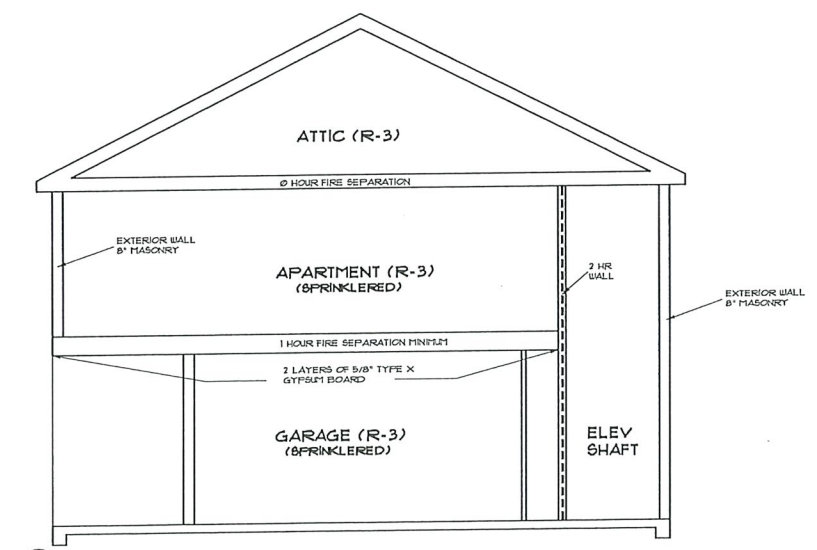 ATTIC (R-3)
Ø HOUR FIRE SEPARATION
EXTERIOR WALL
8" MASONRY
APARTMENT (R-3)
(SPRINKLERED)
2 HR
WALL
EXTERIOR WALL
8" MASONRY
1 HOUR FIRE SEPARATION MINIMUM
2 LAYERS OF 5/8" TYPE X
GYPSUM BOARD
GARAGE (R-3)
(SPRINKLERED)
ELEV
SHAFT